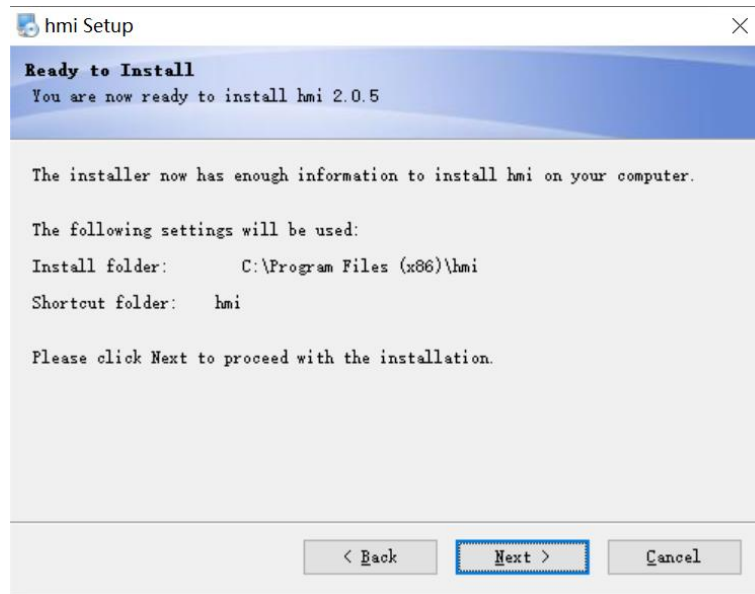 hmi Setup
Ready to Install
You are now ready to install hmi 2.0.5
The installer now has enough information to install hmi on your computer.
The following settings will be used:
Install folder: C:\Program Files (x86)\hmi
Shortcut folder: hmi
Please click Next to proceed with the installation.
< Back Next > Cancel